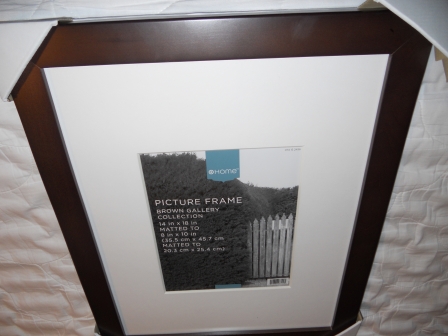 HOME
PICTURE FRAME
BROWN GALLERY
COLLECTION
14 in x 18 in
MATTED TO
8 in x 10 in
(35.5 cm x 45.7 cm
MATTED TO
20.3 cm x 25.4 cm)